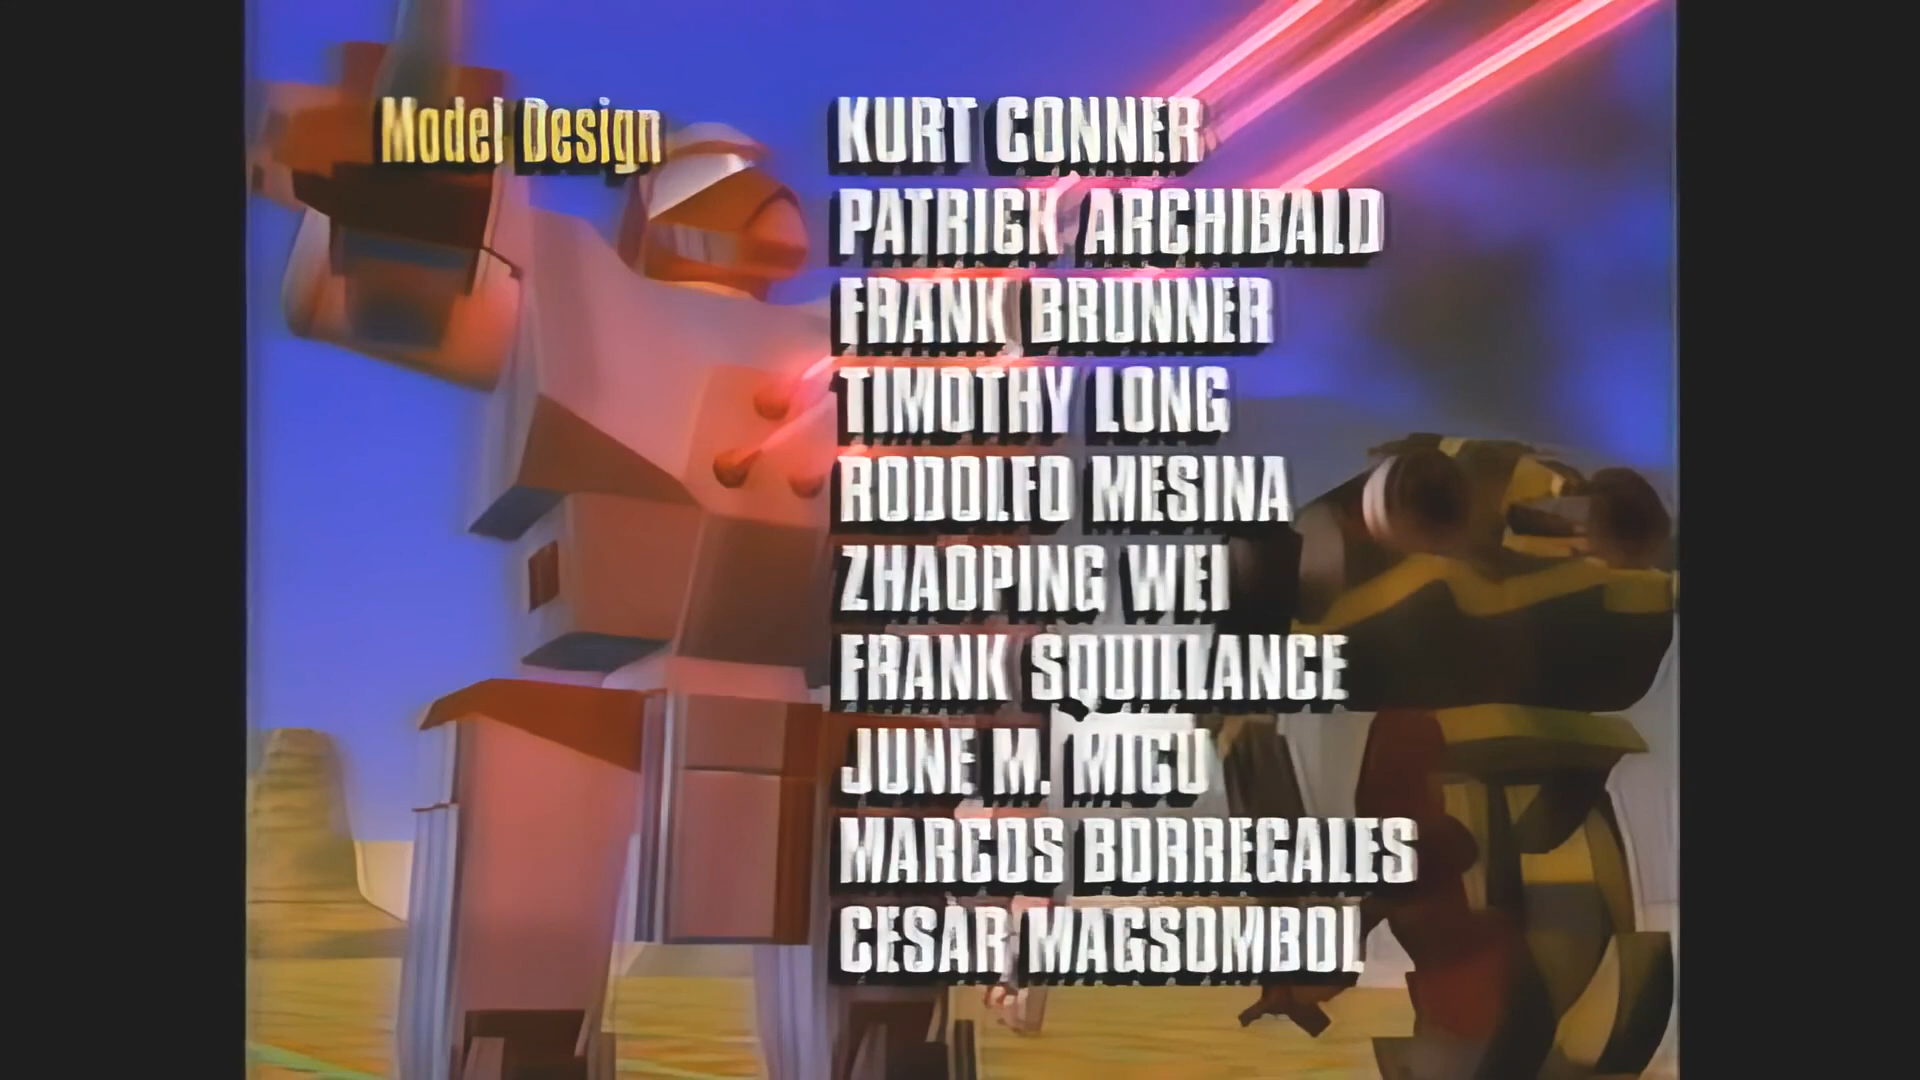 Model Design
KURT CONNER
PATRICK ARCHIBALD
FRANK BRUNNER
TIMOTHY LONG
RODOLFO MESINA
ZHAOPING WEI
FRANK SQUILLANCE
JUNE M. MICU
MARCOS BORREGALES
CESAR MAGSOMBOL